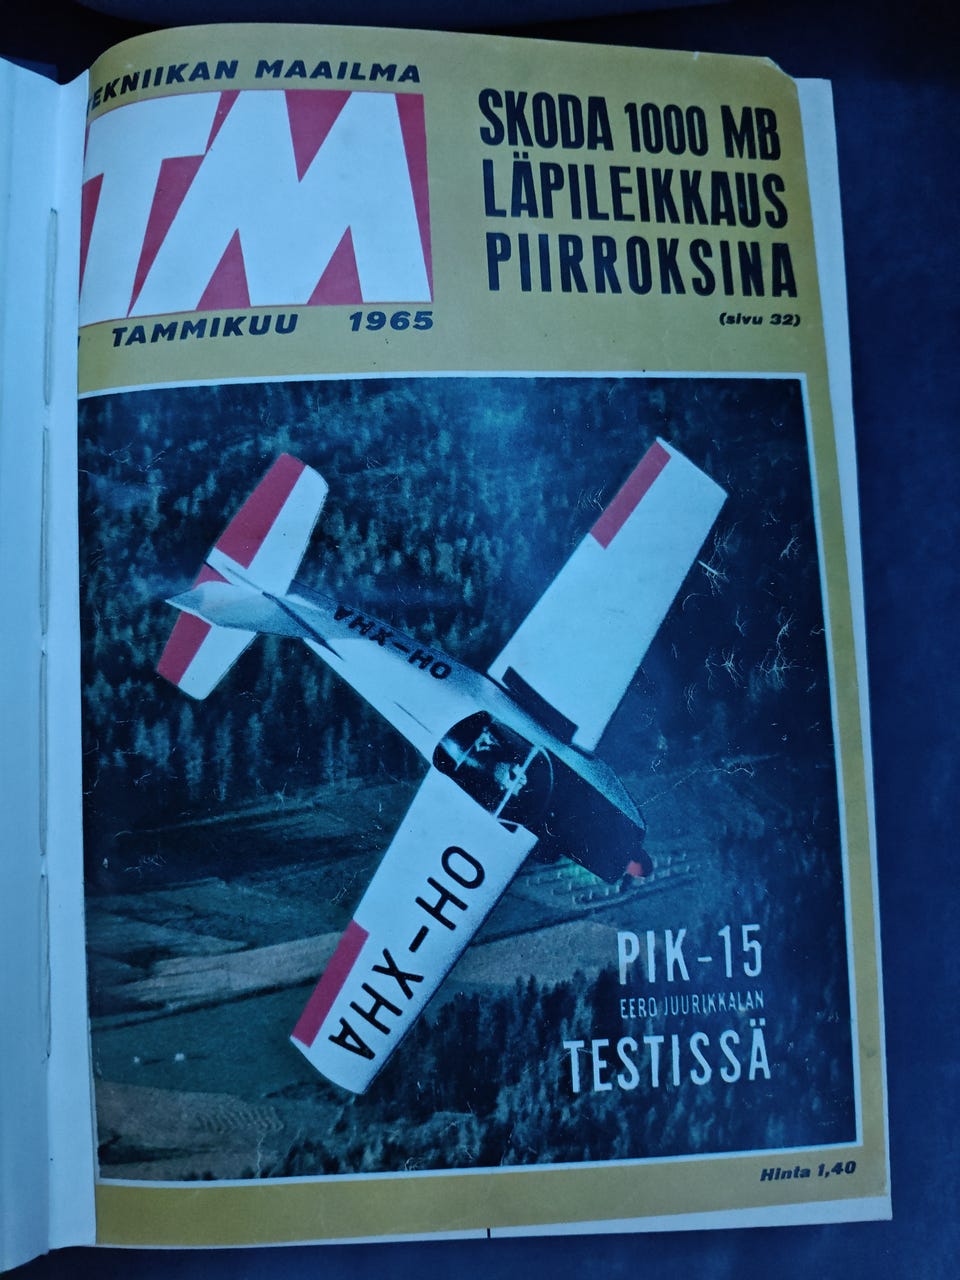 TEKNIIKAN MAAILMA
TM
TAMMIKUU 1965
SKODA 1000 MB
LÄPILEIKKAUS
PIIRROKSINA
(sivu 32)
OH-XHA
OH-XHA
PIK-15
EERO JUURIKKALAN
TESTISSÄ
Hinta 1,40